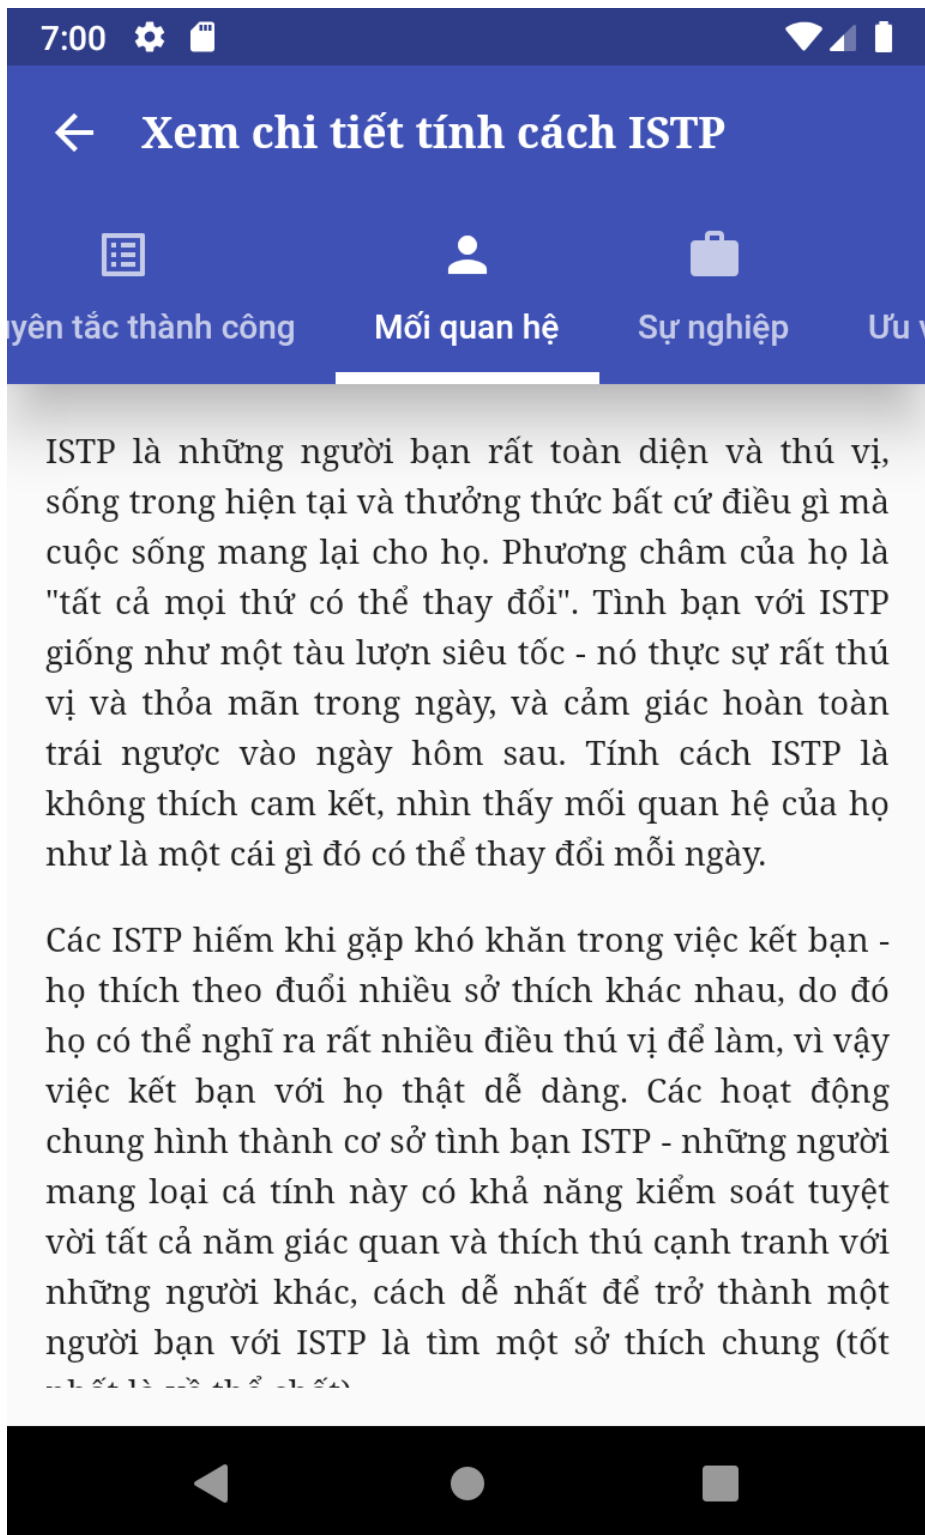 7:00
Xem chi tiết tính cách ISTP
yên tắc thành công Mối quan hệ Sự nghiệp Ưu
ISTP là những người bạn rất toàn diện và thú vị,
sống trong hiện tại và thưởng thức bất cứ điều gì mà
cuộc sống mang lại cho họ. Phương châm của họ là
"tất cả mọi thứ có thể thay đổi". Tình bạn với ISTP
giống như một tàu lượn siêu tốc - nó thực sự rất thú
vị và thỏa mãn trong ngày, và cảm giác hoàn toàn
trái ngược vào ngày hôm sau. Tính cách ISTP là
không thích cam kết, nhìn thấy mối quan hệ của họ
như là một cái gì đó có thể thay đổi mỗi ngày.
Các ISTP hiếm khi gặp khó khăn trong việc kết bạn -
họ thích theo đuổi nhiều sở thích khác nhau, do đó
họ có thể nghĩ ra rất nhiều điều thú vị để làm, vì vậy
việc kết bạn với họ thật dễ dàng. Các hoạt động
chung hình thành cơ sở tình bạn ISTP - những người
mang loại cá tính này có khả năng kiểm soát tuyệt
vời tất cả năm giác quan và thích thú cạnh tranh với
những người khác, cách dễ nhất để trở thành một
người bạn với ISTP là tìm một sở thích chung (tốt